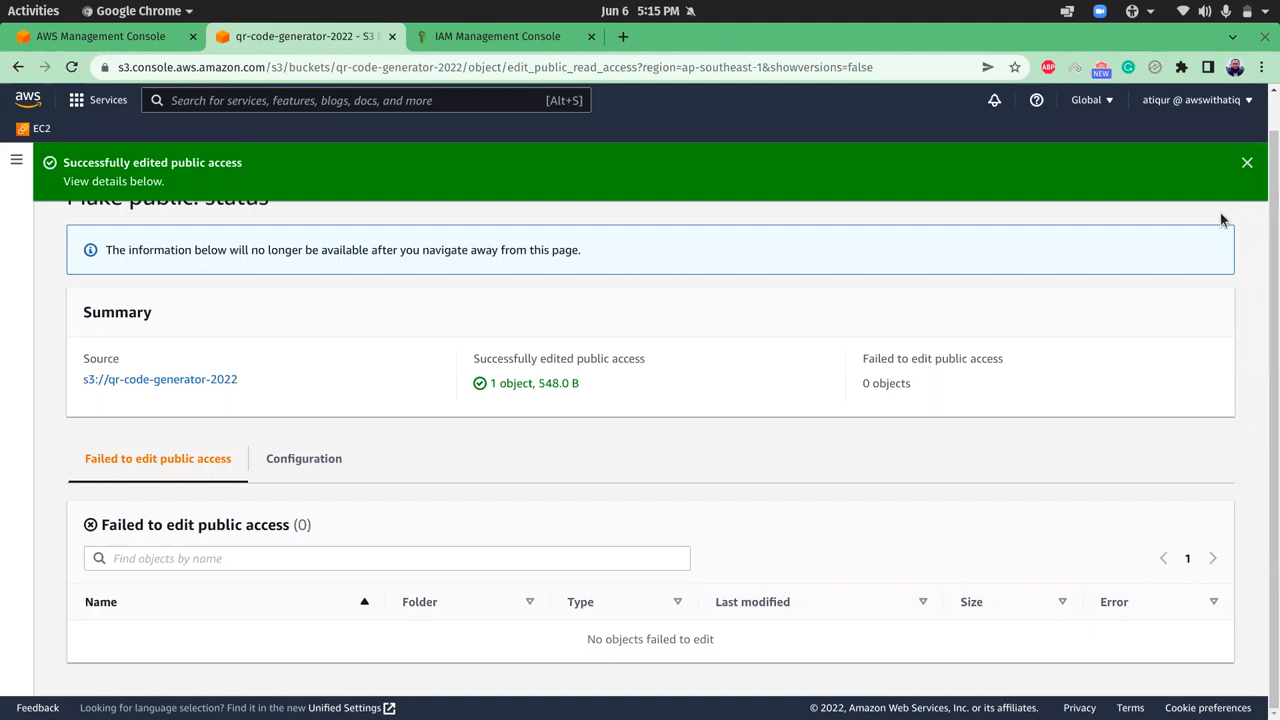 Activities
Google Chrome
Jun 6 5:15 PM
AWS Management Console
qr-code-generator-2022 - S3
IAM Management Console
s3.console.aws.amazon.com/s3/buckets/qr-code-generator-2022/object/edit_public_read_access?region=ap-southeast-1&showversions=false
ABP
NEW
aws
Services
Search for services, features, blogs, docs, and more
[Alt+S]
Global
atiqur @ awswithatiq
EC2
Successfully edited public access
View details below.
Make public: status
The information below will no longer be available after you navigate away from this page.
Summary
Source
s3://qr-code-generator-2022
Successfully edited public access
1 object, 548.0 B
Failed to edit public access
0 objects
Failed to edit public access
Configuration
Failed to edit public access (0)
Find objects by name
1
Name
Folder
Type
Last modified
Size
Error
No objects failed to edit
Feedback
Looking for language selection? Find it in the new Unified Settings
© 2022, Amazon Web Services, Inc. or its affiliates.
Privacy
Terms
Cookie preferences